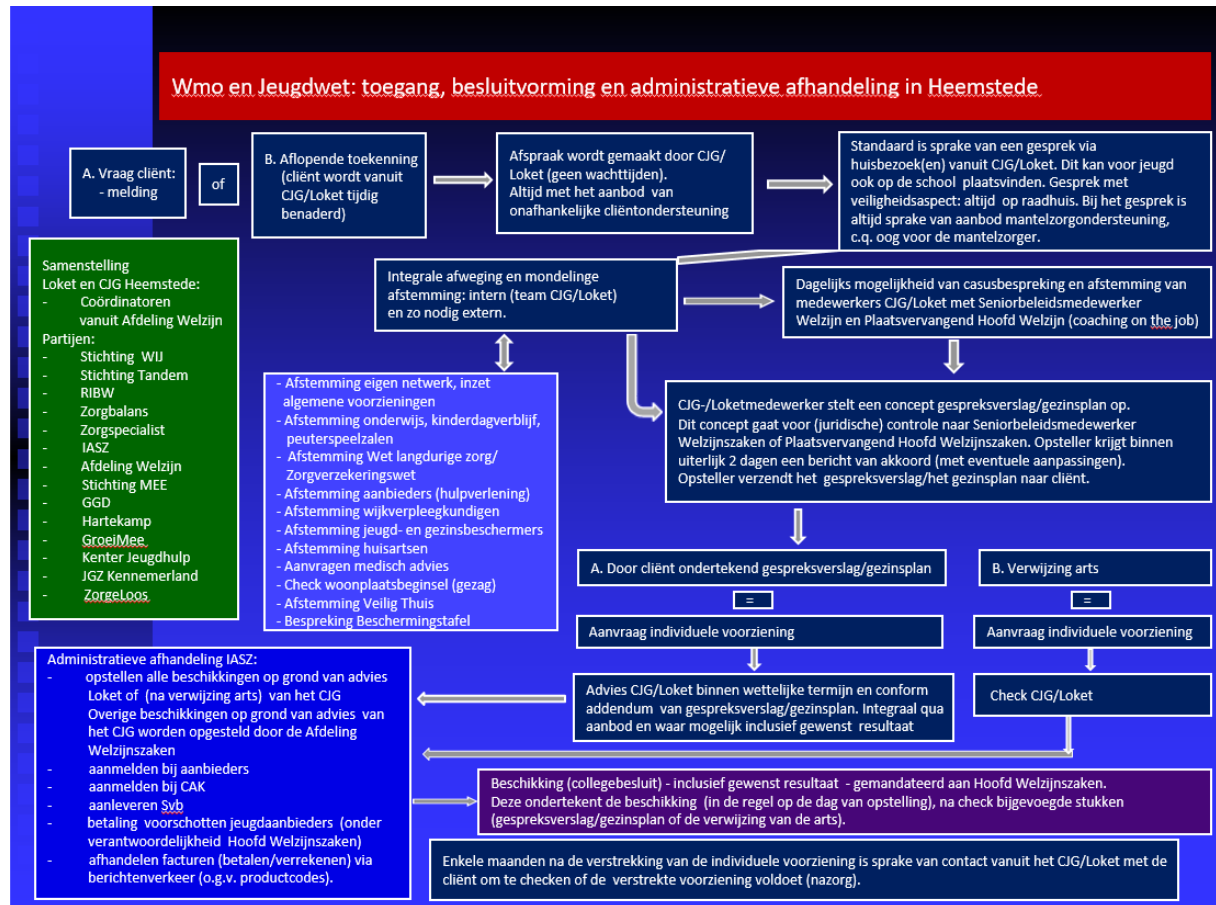 Wmo en Jeugdwet: toegang, besluitvorming en administratieve afhandeling in Heemstede
A. Vraag cliënt:
- melding
of
B. Aflopende toekenning
(cliënt wordt vanuit
CJG/Loket tijdig
benaderd)
Afspraak wordt gemaakt door CJG/
Loket (geen wachttijden).
Altijd met het aanbod van
onafhankelijke cliëntondersteuning
Standaard is sprake van een gesprek via
huisbezoek(en) vanuit CJG/Loket. Dit kan voor jeugd
ook op de school plaatsvinden. Gesprek met
veiligheidsaspect: altijd op raadhuis. Bij het gesprek is
altijd sprake van aanbod mantelzorgondersteuning,
c.q. oog voor de mantelzorger.
Samenstelling
Loket en CJG Heemstede:
- Coördinatoren
vanuit Afdeling Welzijn
Partijen:
- Stichting WIJ
- Stichting Tandem
- RIBW
- Zorgbalans
- Zorgspecialist
- IASZ
- Afdeling Welzijn
- Stichting MEE
- GGD
- Hartekamp
- GroeiMee
- Kenter Jeugdhulp
- JGZ Kennemerland
- ZorgeLoos
Integrale afweging en mondelinge
afstemming: intern (team CJG/Loket)
en zo nodig extern.
Dagelijks mogelijkheid van casusbespreking en afstemming van
medewerkers CJG/Loket met Seniorbeleidsmedewerker
Welzijn en Plaatsvervangend Hoofd Welzijn (coaching on the job)
- Afstemming eigen netwerk, inzet
algemene voorzieningen
- Afstemming onderwijs, kinderdagverblijf,
peuterspeelzalen
- Afstemming Wet langdurige zorg/
Zorgverzekeringswet
- Afstemming aanbieders (hulpverlening)
- Afstemming wijkverpleegkundigen
- Afstemming jeugd- en gezinsbeschermers
- Afstemming huisartsen
- Aanvragen medisch advies
- Check woonplaatsbeginsel (gezag)
- Afstemming Veilig Thuis
- Bespreking Beschermingstafel
CJG-/Loketmedewerker stelt een concept gespreksverslag/gezinsplan op.
Dit concept gaat voor (juridische) controle naar Seniorbeleidsmedewerker
Welzijnszaken of Plaatsvervangend Hoofd Welzijnszaken. Opsteller krijgt binnen
uiterlijk 2 dagen een bericht van akkoord (met eventuele aanpassingen).
Opsteller verzendt het gespreksverslag/het gezinsplan naar cliënt.
A. Door cliënt ondertekend gespreksverslag/gezinsplan
=
Aanvraag individuele voorziening
B. Verwijzing arts
=
Aanvraag individuele voorziening
Advies CJG/Loket binnen wettelijke termijn en conform
addendum van gespreksverslag/gezinsplan. Integraal qua
aanbod en waar mogelijk inclusief gewenst resultaat
Check CJG/Loket
Administratieve afhandeling IASZ:
- opstellen alle beschikkingen op grond van advies
Loket of (na verwijzing arts) van het CJG
Overige beschikkingen op grond van advies van
het CJG worden opgesteld door de Afdeling
Welzijnszaken
- aanmelden bij aanbieders
- aanmelden bij CAK
- aanleveren Svb
- betaling voorschotten jeugdaanbieders (onder
verantwoordelijkheid Hoofd Welzijnszaken)
- afhandelen facturen (betalen/verrekenen) via
berichtenverkeer (o.g.v. productcodes).
Beschikking (collegebesluit) - inclusief gewenst resultaat - gemandateerd aan Hoofd Welzijnszaken.
Deze ondertekent de beschikking (in de regel op de dag van opstelling), na check bijgevoegde stukken
(gespreksverslag/gezinsplan of de verwijzing van de arts).
Enkele maanden na de verstrekking van de individuele voorziening is sprake van contact vanuit het CJG/Loket met de
cliënt om te checken of de verstrekte voorziening voldoet (nazorg).